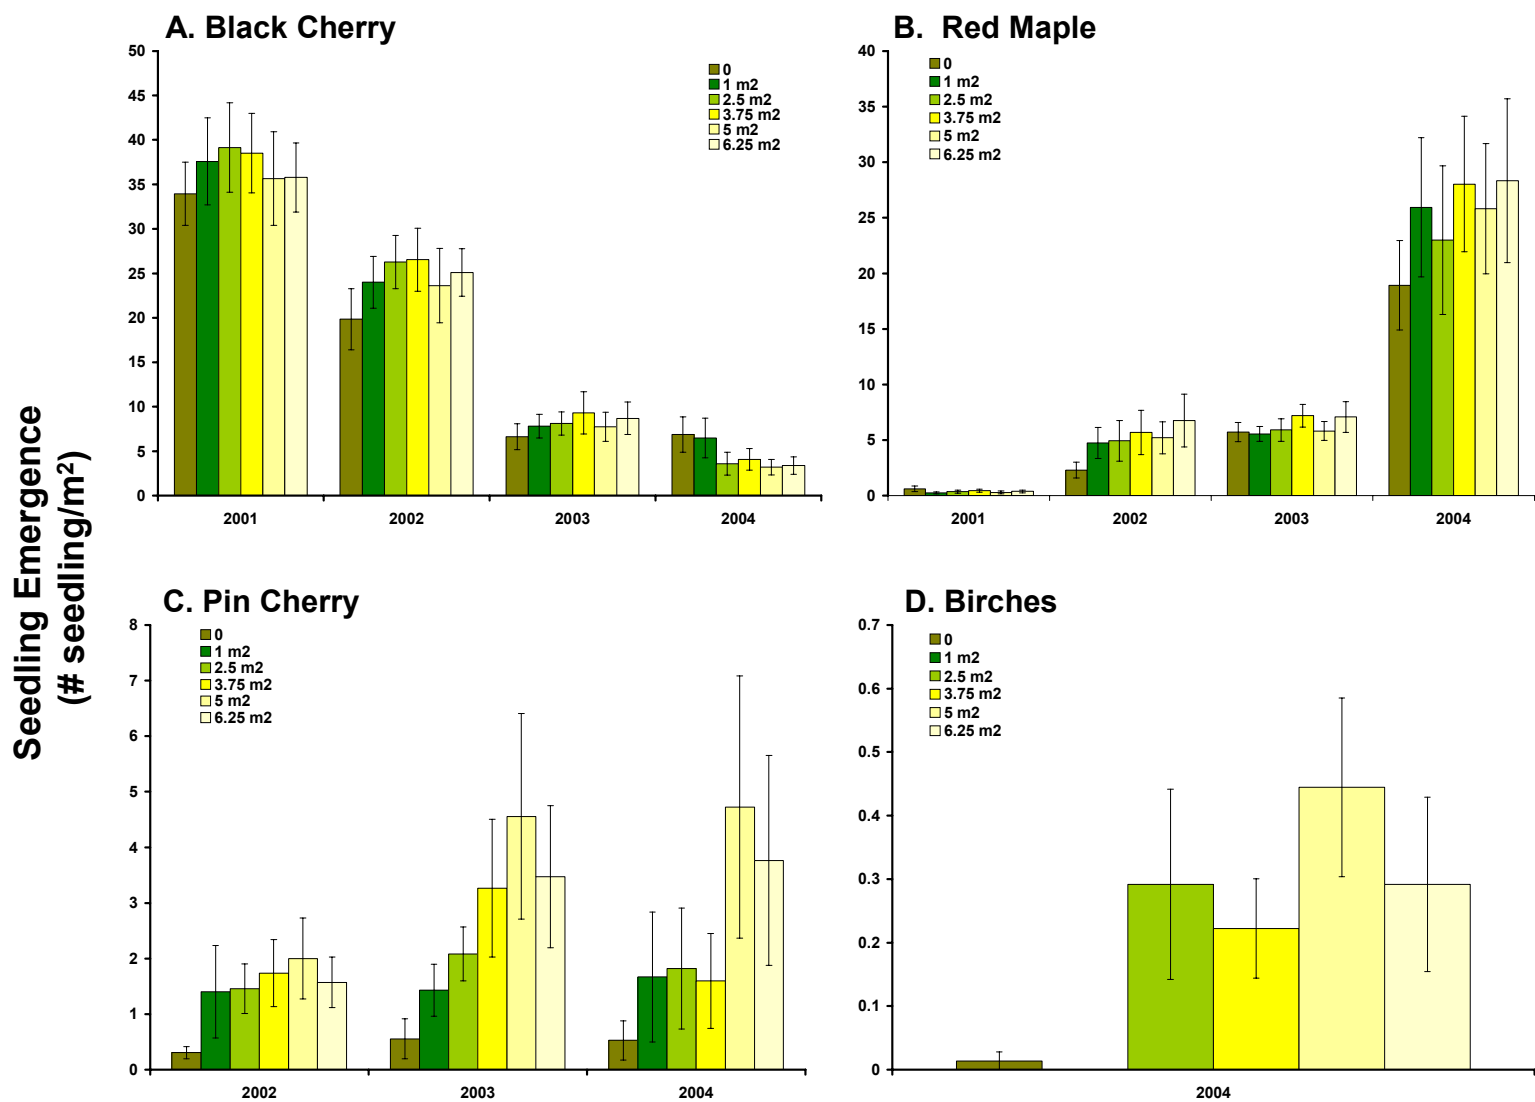 A. Black Cherry
50
45
40
35
30
25
20
15
10
5
0
0
1 m2
2.5 m2
3.75 m2
5 m2
6.25 m2
2001
2002
2003
2004
B. Red Maple
40
35
30
25
20
15
10
5
0
0
1 m2
2.5 m2
3.75 m2
5 m2
6.25 m2
2001
2002
2003
2004
Seedling Emergence
(# seedling/m²)
C. Pin Cherry
8
7
6
5
4
3
2
1
0
0
1 m2
2.5 m2
3.75 m2
5 m2
6.25 m2
2002
2003
2004
D. Birches
0.7
0.6
0.5
0.4
0.3
0.2
0.1
0
0
1 m2
2.5 m2
3.75 m2
5 m2
6.25 m2
2004